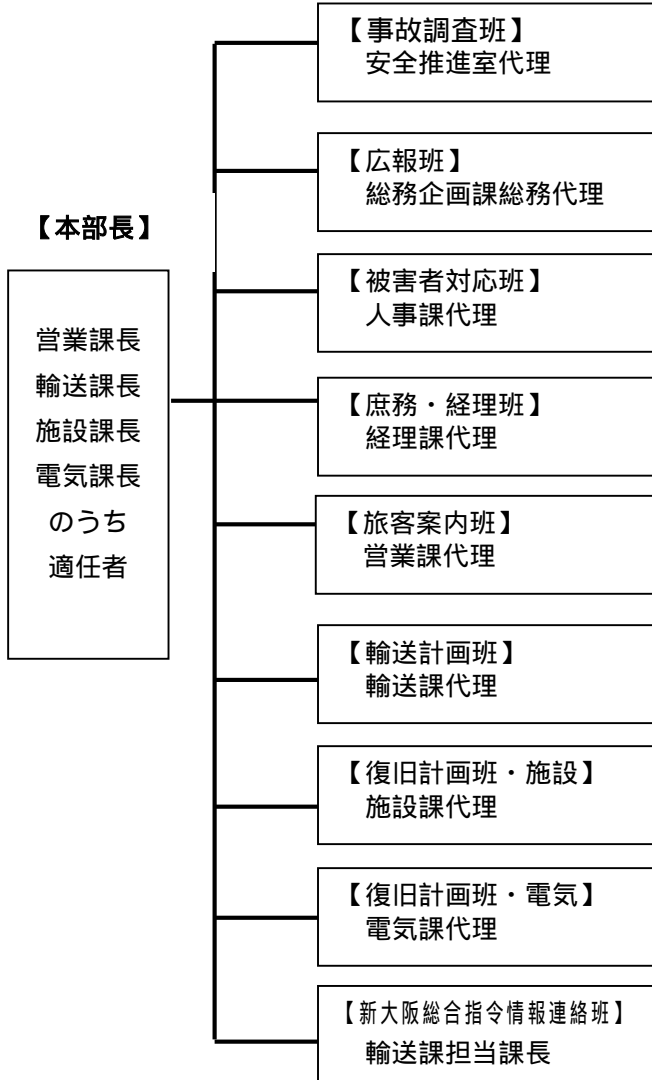 【本部長】
営業課長
輸送課長
施設課長
電気課長
のうち
適任者
【事故調査班】
安全推進室代理
【広報班】
総務企画課総務代理
【被害者対応班】
人事課代理
【庶務・経理班】
経理課代理
【旅客案内班】
営業課代理
【輸送計画班】
輸送課代理
【復旧計画班・施設】
施設課代理
【復旧計画班・電気】
電気課代理
【新大阪総合指令情報連絡班】
輸送課担当課長